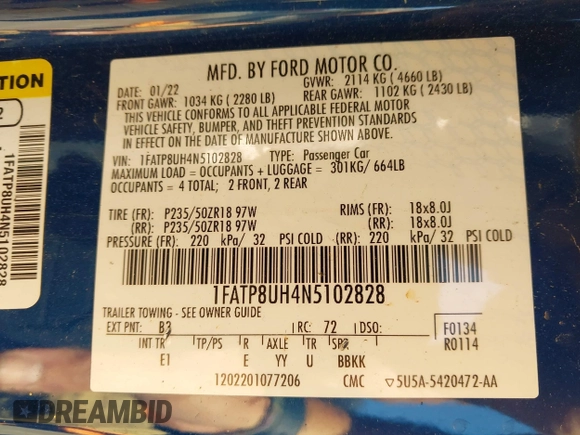 MFD. BY FORD MOTOR CO.
DATE: 01/22 GVWR: 2114 KG ( 4660 LB)
FRONT GAWR: 1034 KG ( 2280 LB) REAR GAWR: 1102 KG ( 2430 LB)
THIS VEHICLE CONFORMS TO ALL APPLICABLE FEDERAL MOTOR
VEHICLE SAFETY, BUMPER, AND THEFT PREVENTION STANDARDS
IN EFFECT ON THE DATE OF MANUFACTURE SHOWN ABOVE.
VIN: 1FATP8UH4N5102828 TYPE: Passenger Car
MAXIMUM LOAD = OCCUPANTS + LUGGAGE = 301KG/ 664LB
OCCUPANTS = 4 TOTAL; 2 FRONT, 2 REAR
TIRE (FR): P235/50ZR18 97W RIMS (FR): 18x8.0J
(RR): P235/50ZR18 97W (RR): 18x8.0J
PRESSURE (FR): 220 kPa/ 32 PSI COLD (RR): 220 kPa/ 32 PSI COLD
1FATP8UH4N5102828
TRAILER TOWING - SEE OWNER GUIDE
EXT PNT: B3 RC: 72 DSO: F0134
INT TR TP/PS R AXLE TR SPR R0114
E1 E YY U BBKK
1202201077206 CMC 5U5A-5420472-AA
TION
2
1FATP8UH4N5102828
DREAMBID